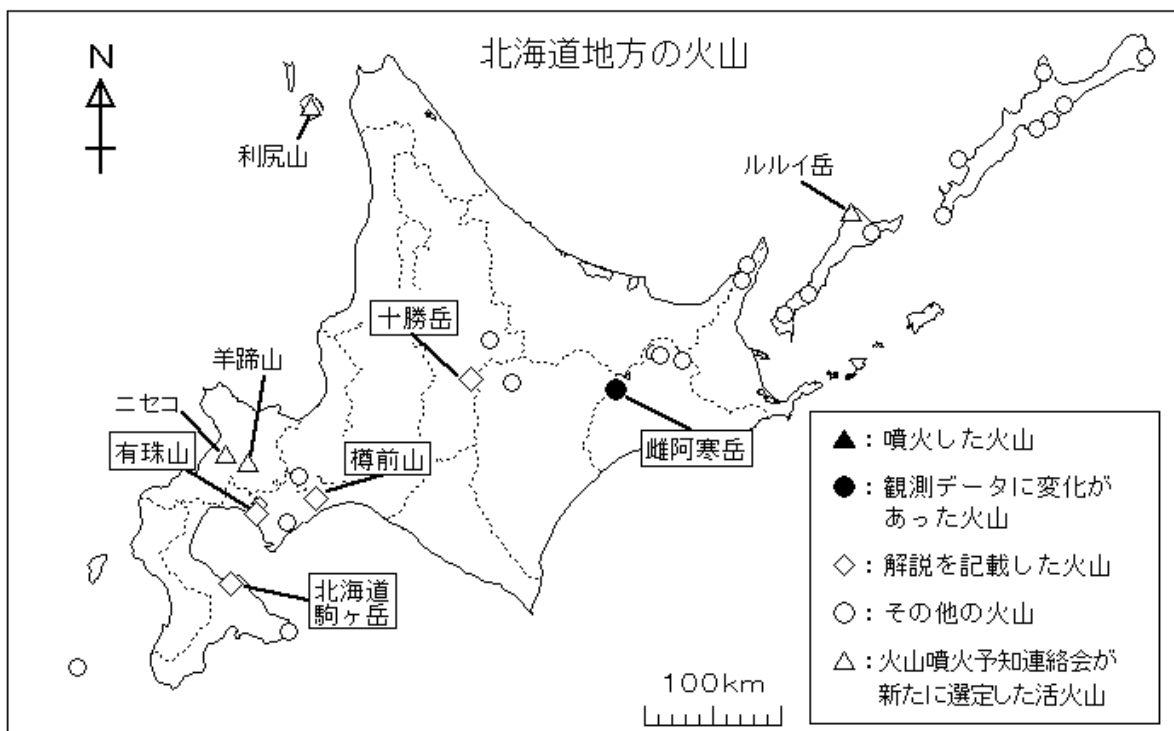 北海道地方の火山
N
利尻山
ルルイ岳
十勝岳
羊蹄山
ニセコ
有珠山
樽前山
雌阿寒岳
北海道
駒ヶ岳
100km
▲：噴火した火山
●：観測データに変化が
あった火山
◇：解説を記載した火山
○：その他の火山
△：火山噴火予知連絡会が
新たに選定した活火山